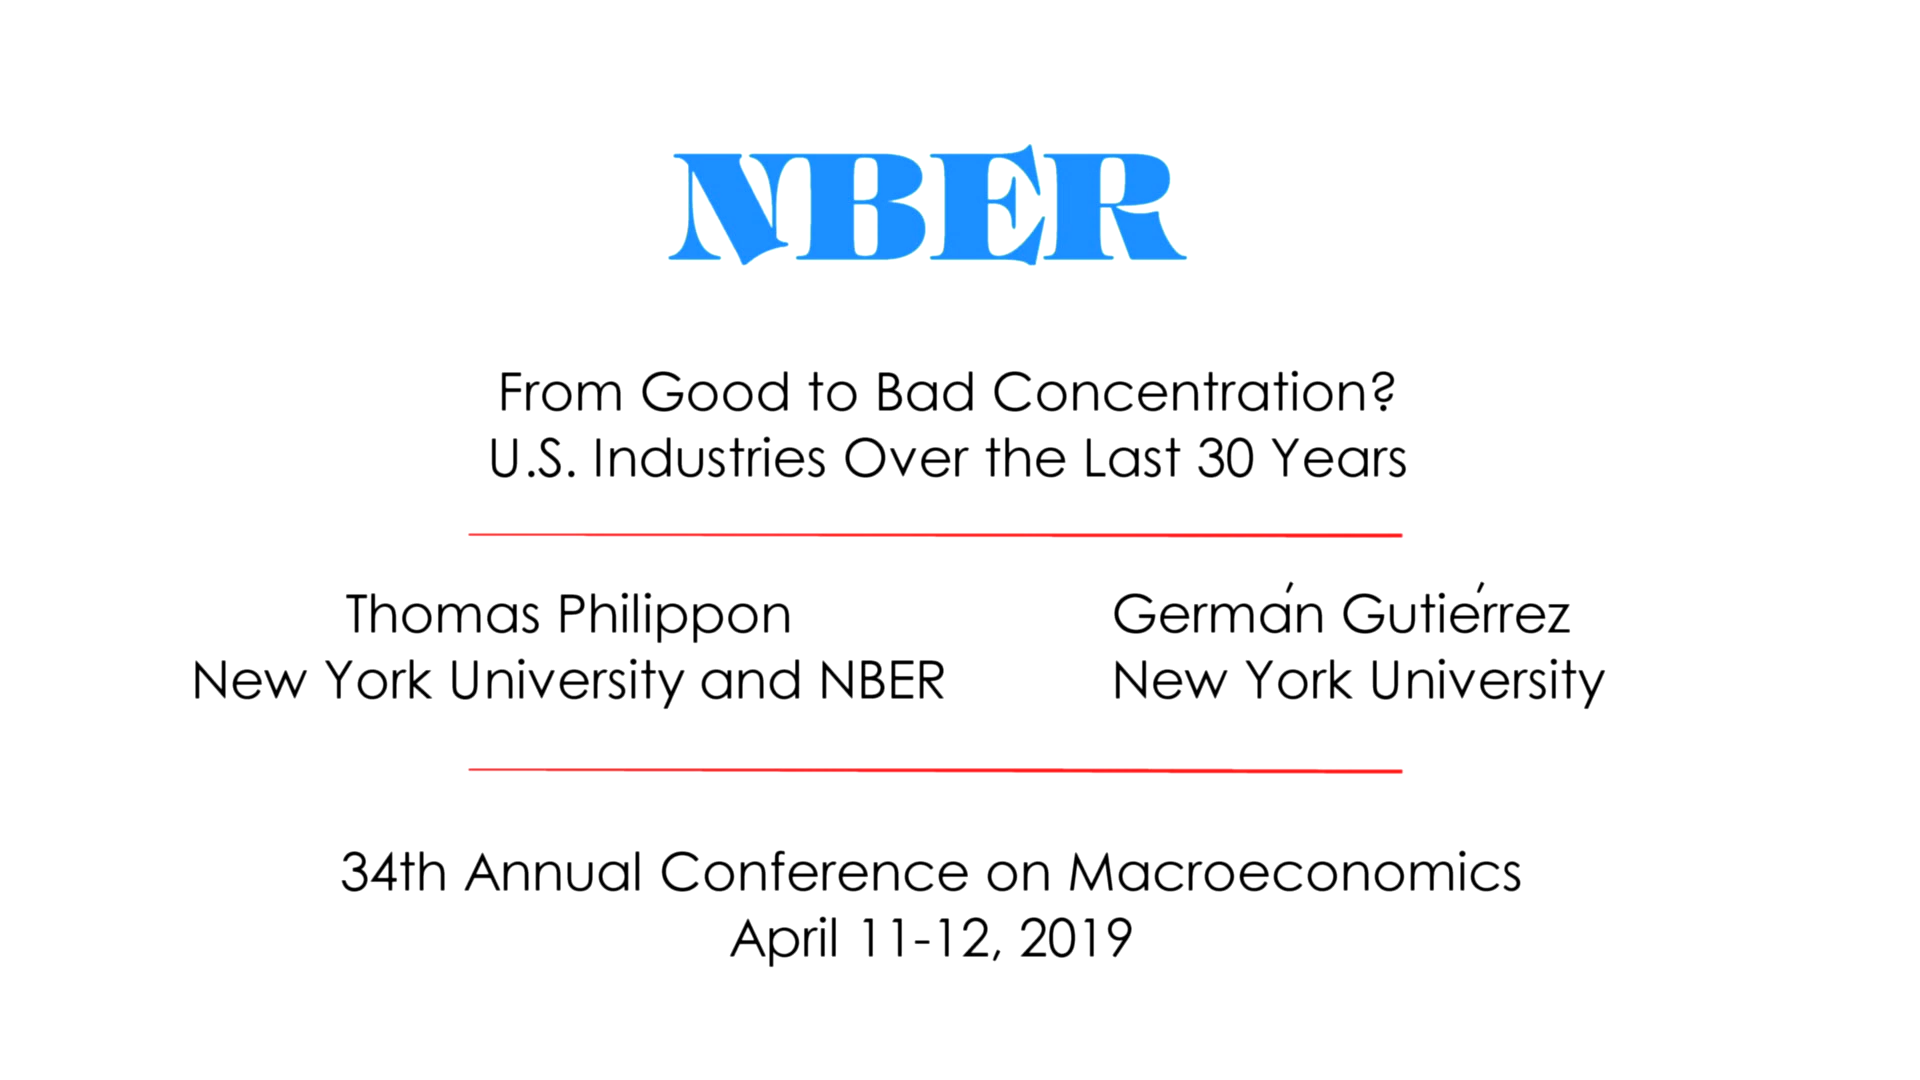 NBER
From Good to Bad Concentration?
U.S. Industries Over the Last 30 Years
Thomas Philippon
New York University and NBER
Germán Gutiérrez
New York University
34th Annual Conference on Macroeconomics
April 11-12, 2019